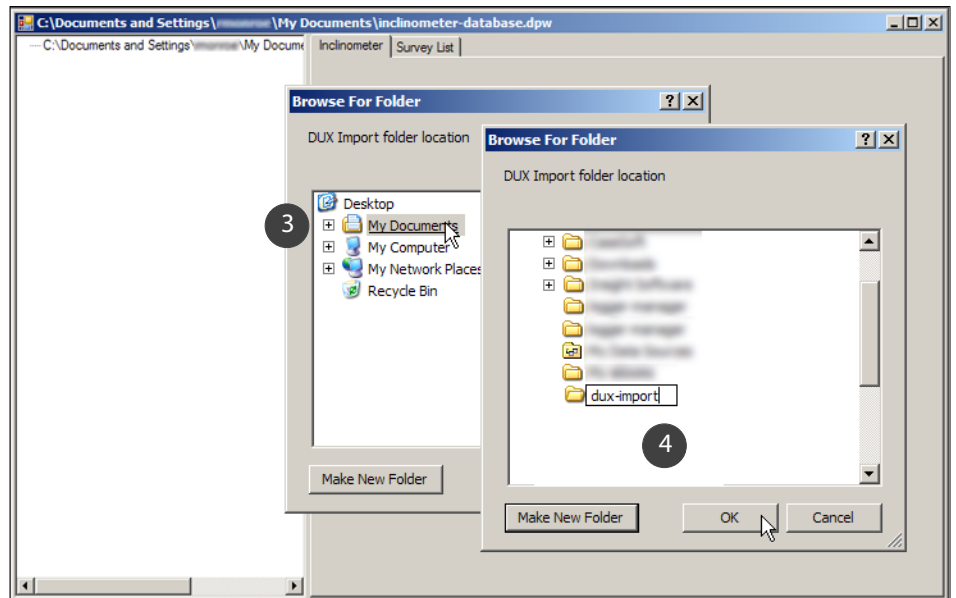 C:\Documents and Settings\ \My Documents\inclinometer-database.dpw
C:\Documents and Settings\ \My Docume
Inclinometer
Survey List
Browse For Folder
DUX Import folder location
3
Desktop
My Documents
My Computer
My Network Places
Recycle Bin
Make New Folder
Browse For Folder
DUX Import folder location
dux-import
4
Make New Folder
OK
Cancel